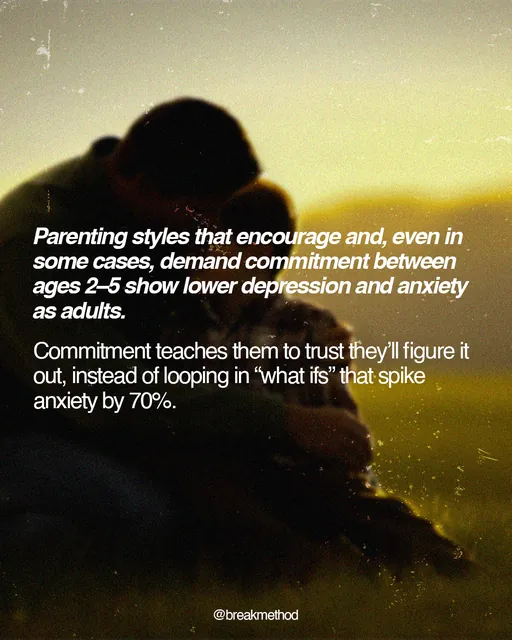 Parenting styles that encourage and, even in
some cases, demand commitment between
ages 2–5 show lower depression and anxiety
as adults.
Commitment teaches them to trust they’ll figure it
out, instead of looping in “what ifs” that spike
anxiety by 70%.
@breakmethod